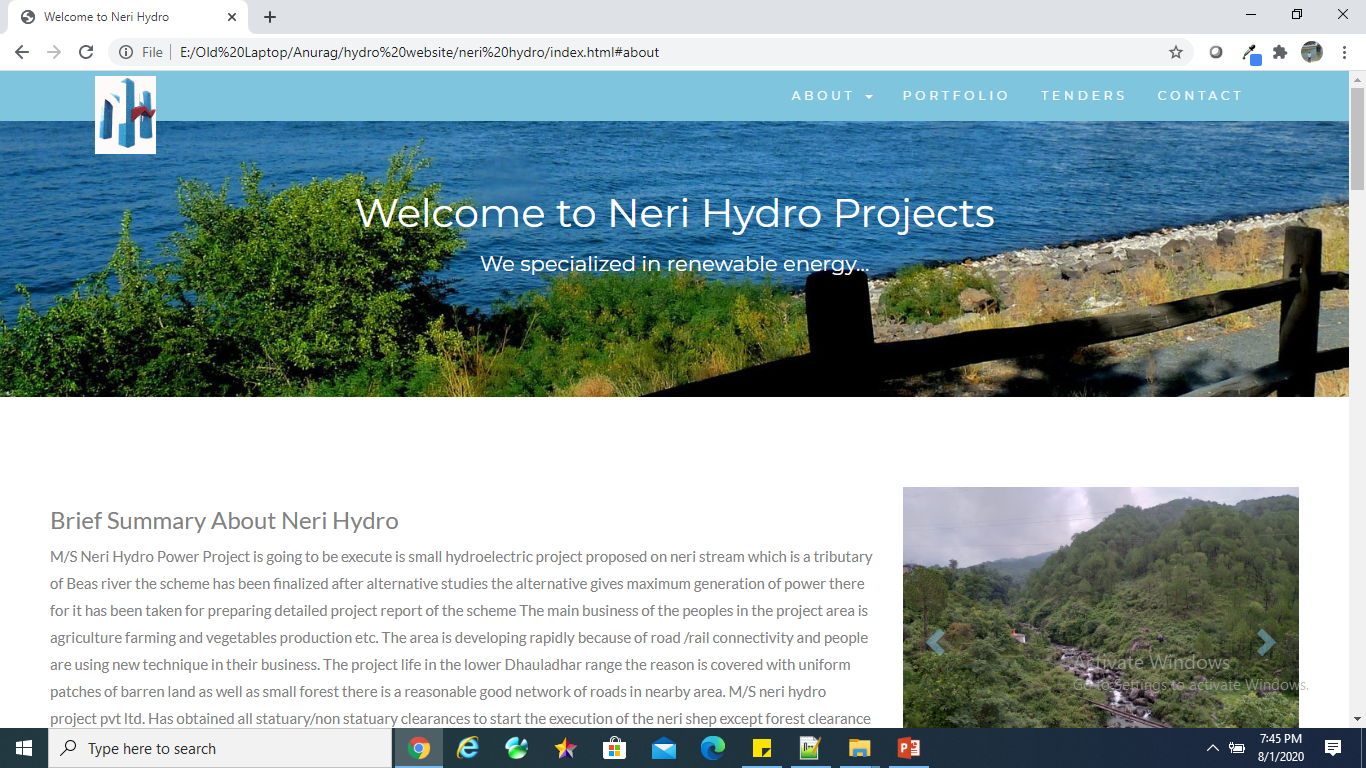 Welcome to Neri Hydro
File
E:/Old%20Laptop/Anurag/hydro%20website/neri%20hydro/index.html#about
ABOUT
PORTFOLIO
TENDERS
CONTACT
Welcome to Neri Hydro Projects
We specialized in renewable energy...
Brief Summary About Neri Hydro
M/S Neri Hydro Power Project is going to be execute is small hydroelectric project proposed on neri stream which is a tributary
of Beas river the scheme has been finalized after alternative studies the alternative gives maximum generation of power there
for it has been taken for preparing detailed project report of the scheme The main business of the peoples in the project area is
agriculture farming and vegetables production etc. The area is developing rapidly because of road /rail connectivity and people
are using new technique in their business. The project life in the lower Dhauladhar range the reason is covered with uniform
patches of barren land as well as small forest there is a reasonable good network of roads in nearby area. M/S neri hydro
project pvt ltd. Has obtained all statuary/non statuary clearances to start the execution of the neri shep except forest clearance
Activate Windows
Go to Settings to activate Windows.
Type here to search
7:45 PM
8/1/2020